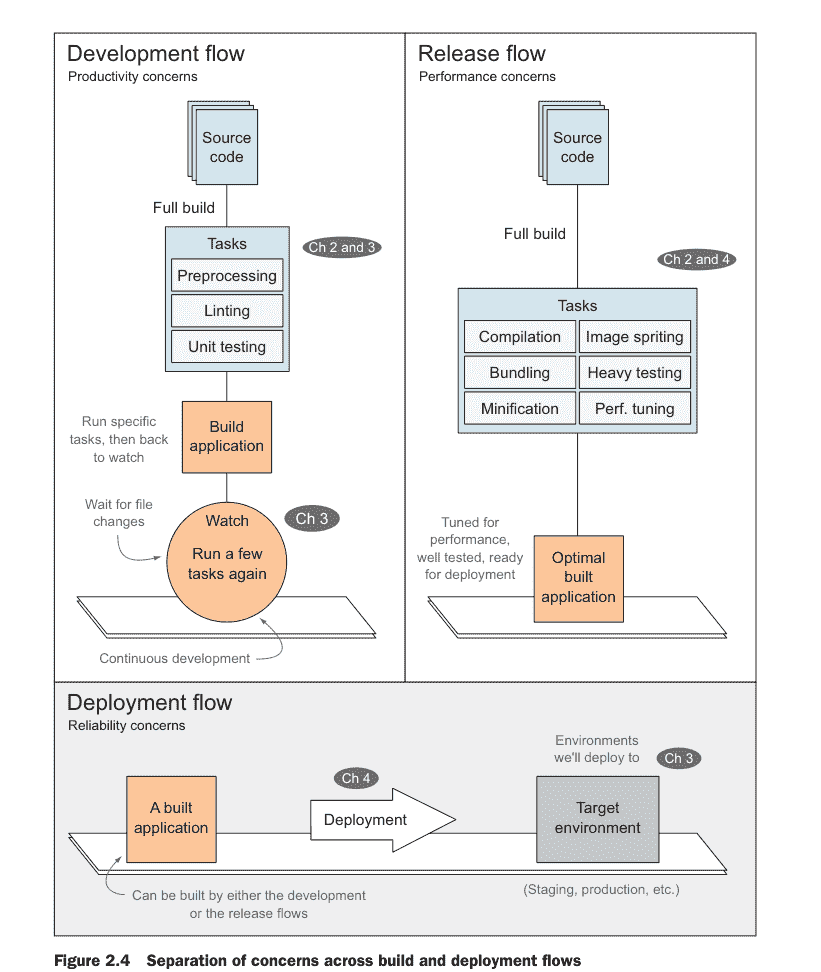 Development flow
Productivity concerns
Source
code
Full build
Tasks
Ch 2 and 3
Preprocessing
Linting
Unit testing
Run specific
tasks, then back
to watch
Build
application
Wait for file
changes
Watch
Ch 3
Run a few
tasks again
Continuous development
Release flow
Performance concerns
Source
code
Full build
Ch 2 and 4
Tasks
Compilation
Image spriting
Bundling
Heavy testing
Minification
Perf. tuning
Tuned for
performance,
well tested, ready
for deployment
Optimal
built
application
Deployment flow
Reliability concerns
A built
application
Can be built by either the development
or the release flows
Ch 4
Deployment
Environments
we'll deploy to
Ch 3
Target
environment
(Staging, production, etc.)
Figure 2.4 Separation of concerns across build and deployment flows